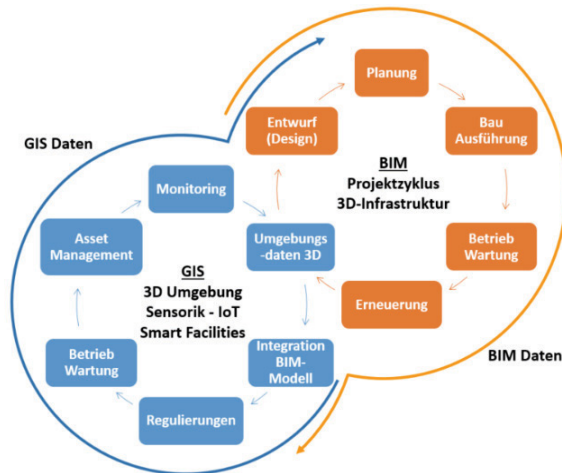 Planung
Entwurf
(Design)
Bau
Ausführung
GIS Daten
BIM
Projektzyklus
3D-Infrastruktur
Monitoring
Asset
Management
Umgebungs
-daten 3D
Betrieb
Wartung
GIS
3D Umgebung
Sensorik - IoT
Smart Facilities
Erneuerung
Betrieb
Wartung
Integration
BIM-
Modell
BIM Daten
Regulierungen